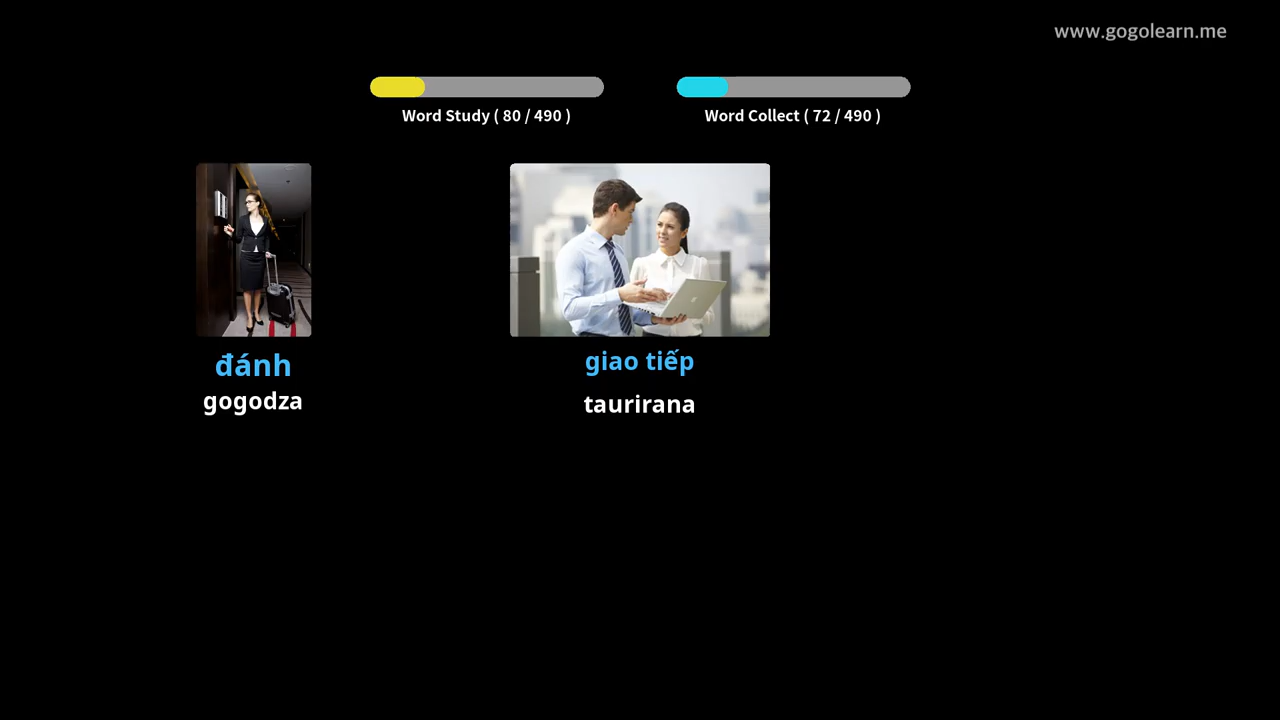 www.gogolearn.me
Word Study ( 80 / 490 )
Word Collect ( 72 / 490 )
đánh
gogodza
giao tiếp
taurirana